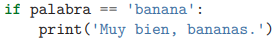 if palabra == 'banana':
    print('Muy bien, bananas.')